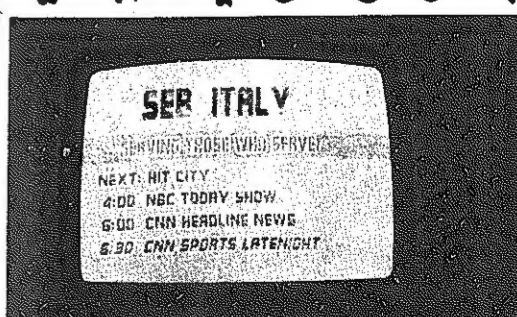 SEB ITALY
SERVING THOSE WHO SERVE
NEXT: HIT CITY
4:00 NBC TODAY SHOW
6:00 CNN HEADLINE NEWS
6:30 CNN SPORTS LATENIGHT